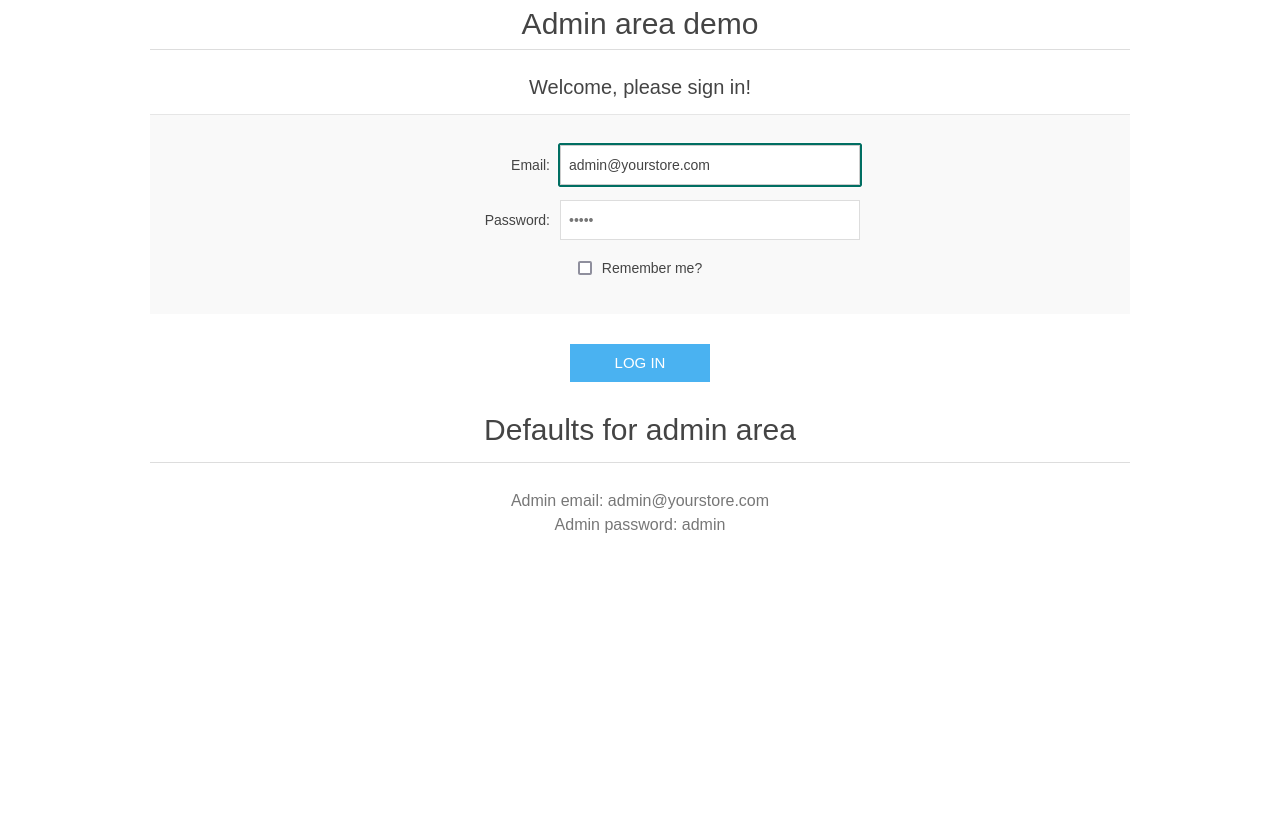 Admin area demo
Welcome, please sign in!
Email: admin@yourstore.com
Password: •••••
Remember me?
LOG IN
Defaults for admin area
Admin email: admin@yourstore.com
Admin password: admin